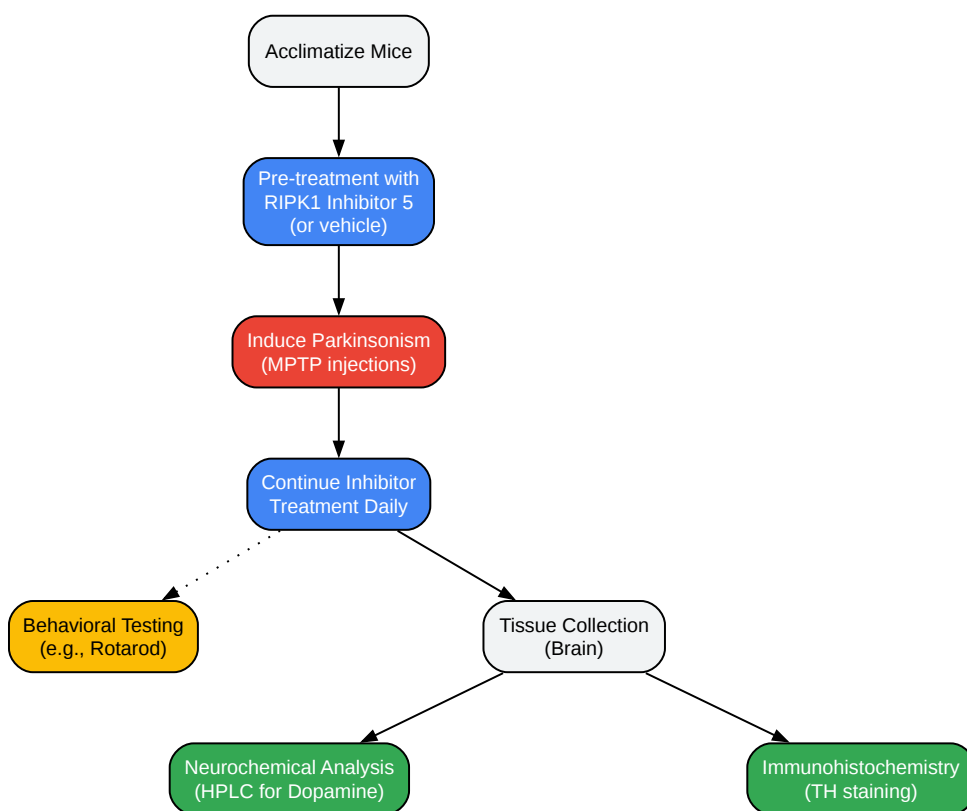 Acclimatize Mice
Pre-treatment with
RIPK1 Inhibitor 5
(or vehicle)
Induce Parkinsonism
(MPTP injections)
Continue Inhibitor
Treatment Daily
Behavioral Testing
(e.g., Rotarod)
Tissue Collection
(Brain)
Neurochemical Analysis
(HPLC for Dopamine)
Immunohistochemistry
(TH staining)